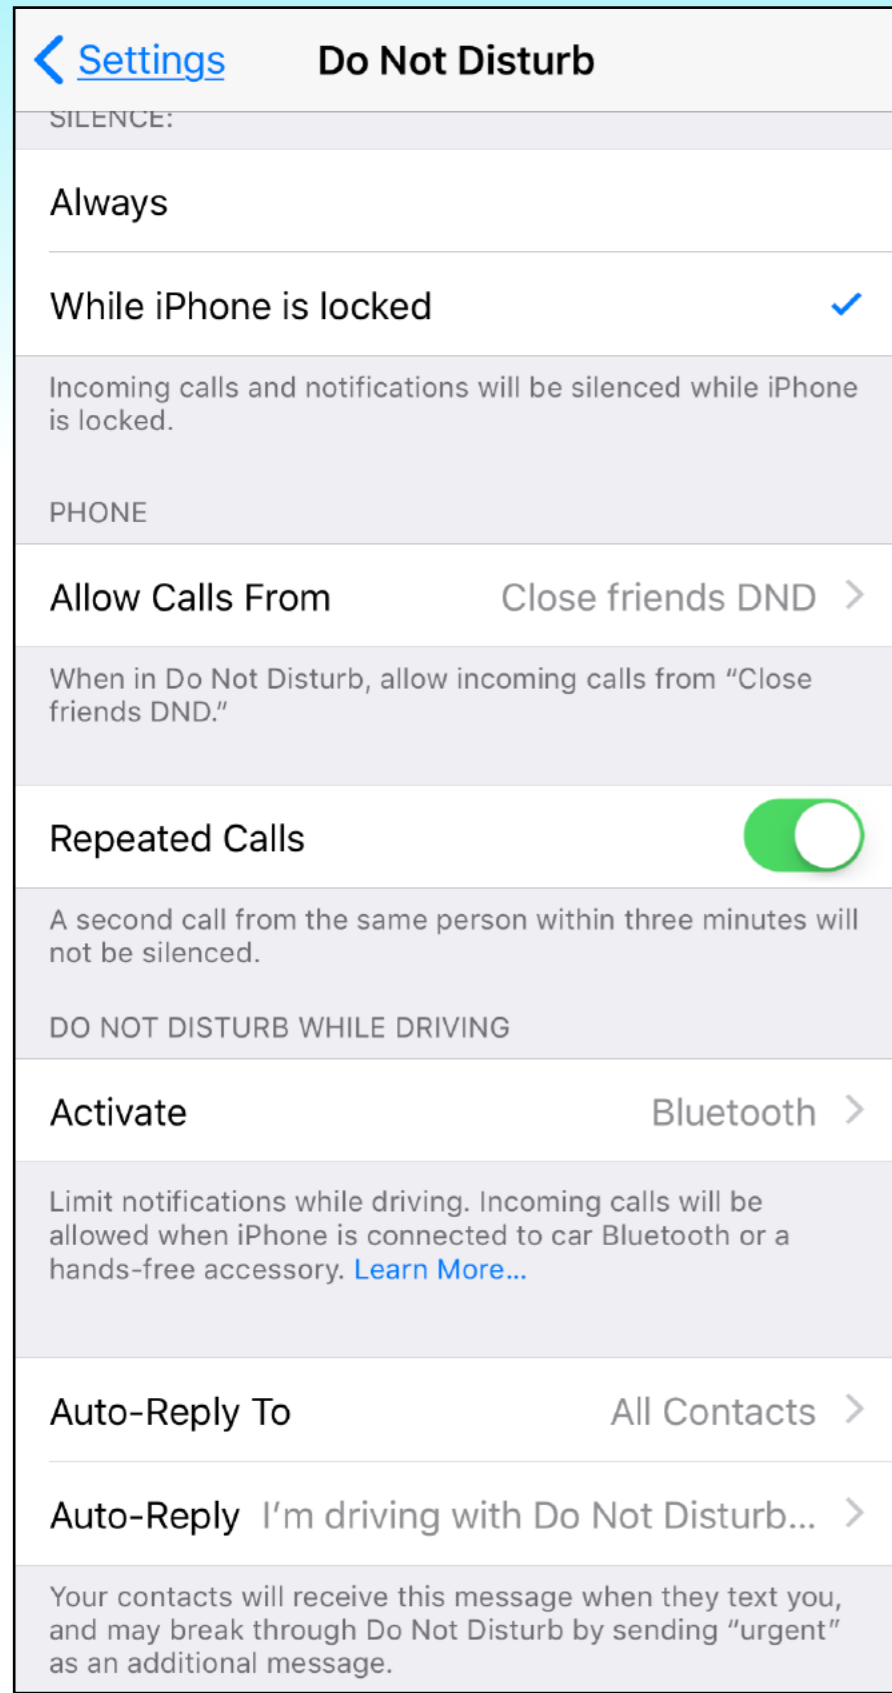 Settings Do Not Disturb
SILENCE:
Always
While iPhone is locked
Incoming calls and notifications will be silenced while iPhone
is locked.
PHONE
Allow Calls From Close friends DND
When in Do Not Disturb, allow incoming calls from “Close
friends DND.”
Repeated Calls
A second call from the same person within three minutes will
not be silenced.
DO NOT DISTURB WHILE DRIVING
Activate Bluetooth
Limit notifications while driving. Incoming calls will be
allowed when iPhone is connected to car Bluetooth or a
hands-free accessory. Learn More...
Auto-Reply To All Contacts
Auto-Reply I’m driving with Do Not Disturb...
Your contacts will receive this message when they text you,
and may break through Do Not Disturb by sending “urgent”
as an additional message.